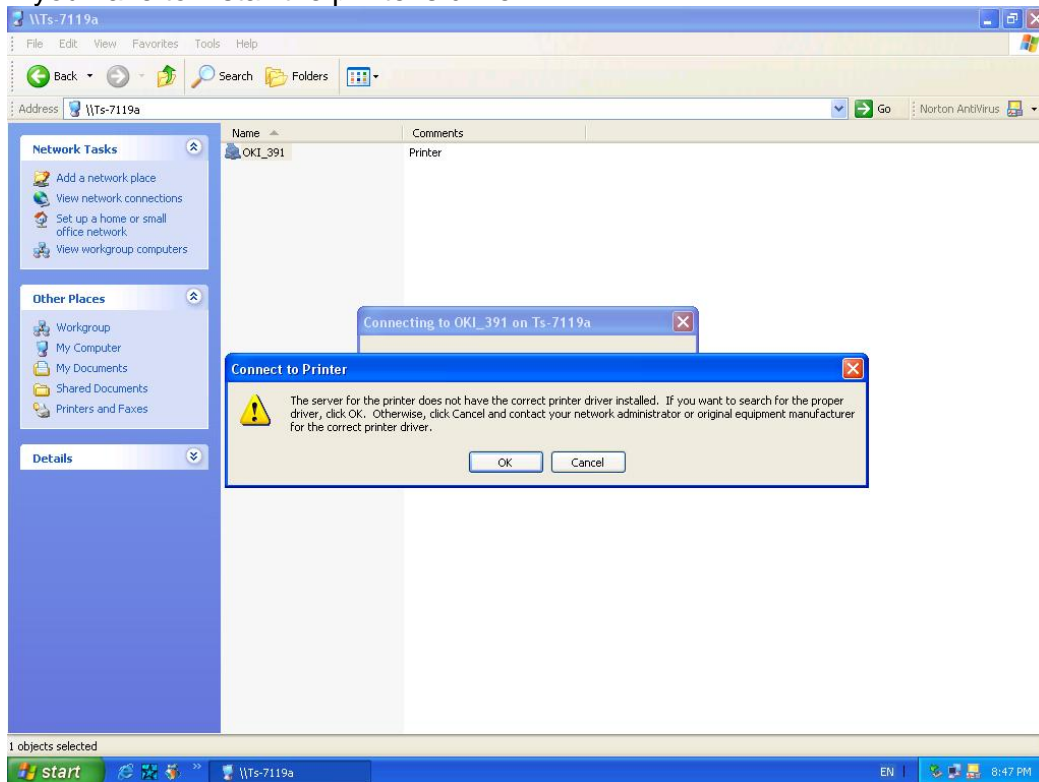 \\Ts-7119a
File Edit View Favorites Tools Help
Back Search Folders
Address \\Ts-7119a Go Norton AntiVirus
Name Comments
Network Tasks
OKI_391 Printer
Add a network place
View network connections
Set up a home or small
office network
View workgroup computers
Other Places
Workgroup
My Computer
My Documents
Shared Documents
Printers and Faxes
Details
Connecting to OKI_391 on Ts-7119a
Connect to Printer
The server for the printer does not have the correct printer driver installed. If you want to search for the proper
driver, click OK. Otherwise, click Cancel and contact your network administrator or original equipment manufacturer
for the correct printer driver.
OK Cancel
1 objects selected
start \\Ts-7119a EN 8:47 PM